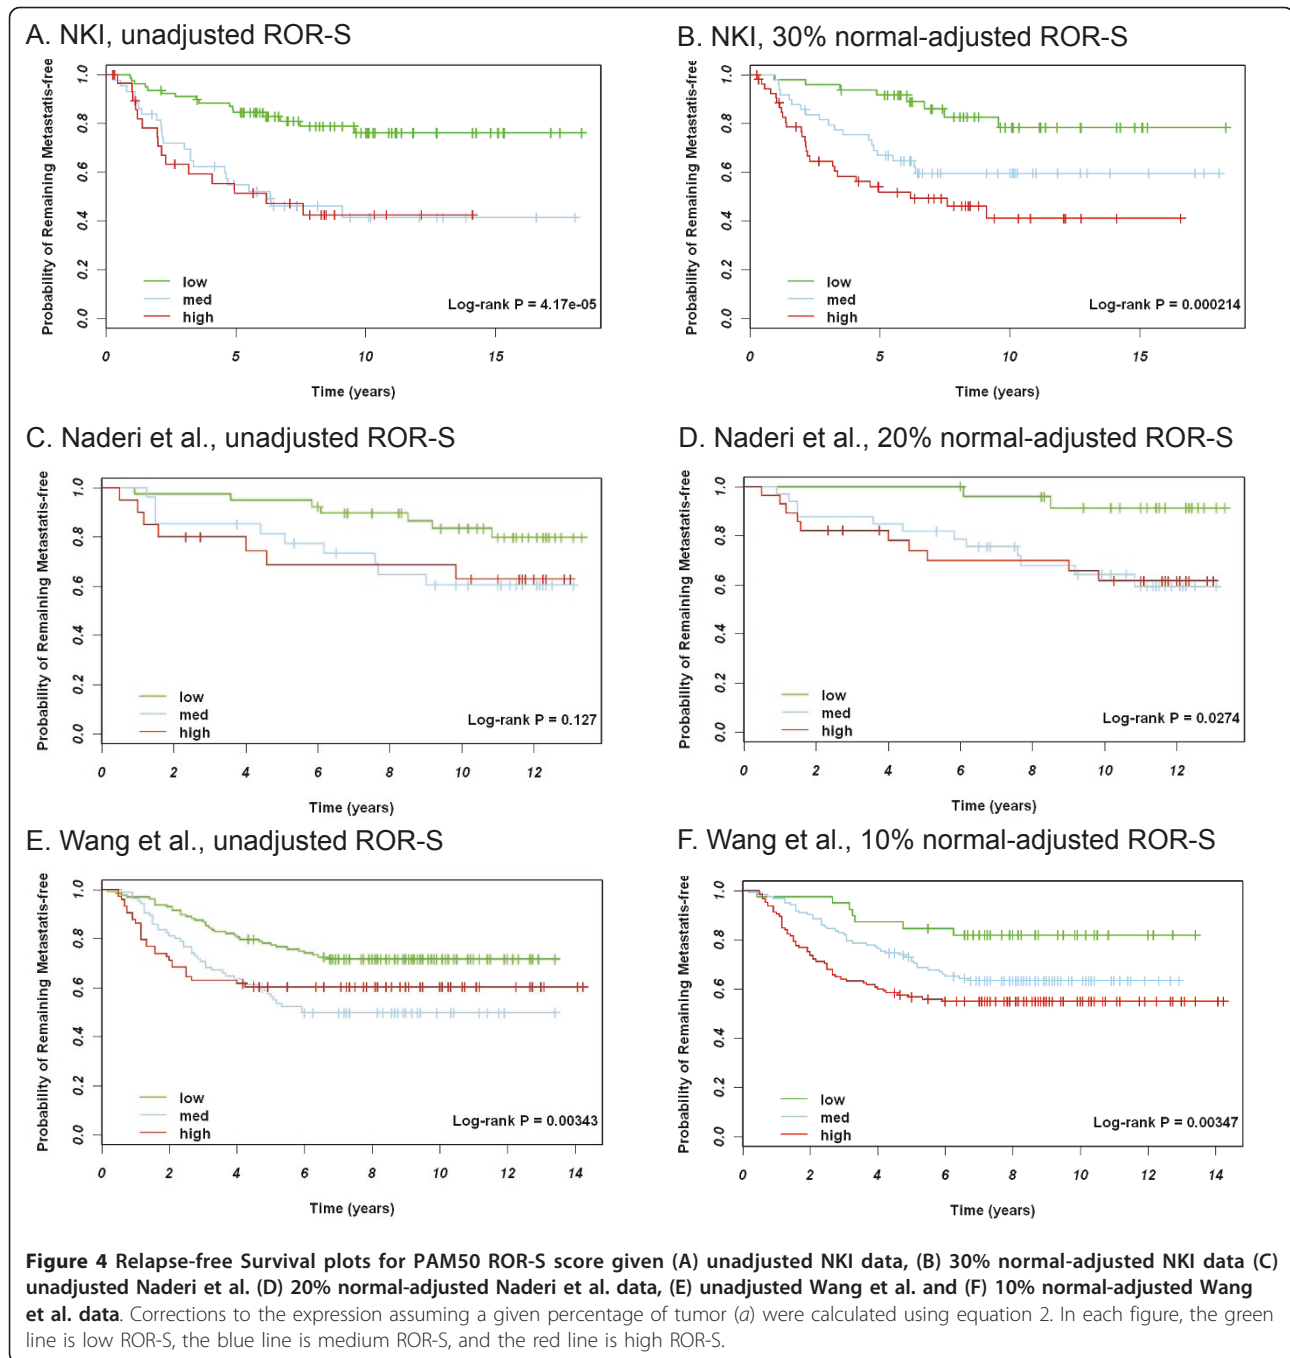 A. NKI, unadjusted ROR-S
Probability of Remaining Metastatis-free
1.0
0.8
0.6
0.4
0.2
0.0
low
med
high
Log-rank P = 4.17e-05
0 5 10 15
Time (years)
B. NKI, 30% normal-adjusted ROR-S
Probability of Remaining Metastatis-free
1.0
0.8
0.6
0.4
0.2
0.0
low
med
high
Log-rank P = 0.000214
0 5 10 15
Time (years)
C. Naderi et al., unadjusted ROR-S
Probability of Remaining Metastatis-free
1.0
0.8
0.6
0.4
0.2
0.0
low
med
high
Log-rank P = 0.127
0 2 4 6 8 10 12
Time (years)
D. Naderi et al., 20% normal-adjusted ROR-S
Probability of Remaining Metastatis-free
1.0
0.8
0.6
0.4
0.2
0.0
low
med
high
Log-rank P = 0.0274
0 2 4 6 8 10 12
Time (years)
E. Wang et al., unadjusted ROR-S
Probability of Remaining Metastatis-free
1.0
0.8
0.6
0.4
0.2
0.0
low
med
high
Log-rank P = 0.00343
0 2 4 6 8 10 12 14
Time (years)
F. Wang et al., 10% normal-adjusted ROR-S
Probability of Remaining Metastatis-free
1.0
0.8
0.6
0.4
0.2
0.0
low
med
high
Log-rank P = 0.00347
0 2 4 6 8 10 12 14
Time (years)
Figure 4 Relapse-free Survival plots for PAM50 ROR-S score given (A) unadjusted NKI data, (B) 30% normal-adjusted NKI data (C)
unadjusted Naderi et al. (D) 20% normal-adjusted Naderi et al. data, (E) unadjusted Wang et al. and (F) 10% normal-adjusted Wang
et al. data. Corrections to the expression assuming a given percentage of tumor (a) were calculated using equation 2. In each figure, the green
line is low ROR-S, the blue line is medium ROR-S, and the red line is high ROR-S.